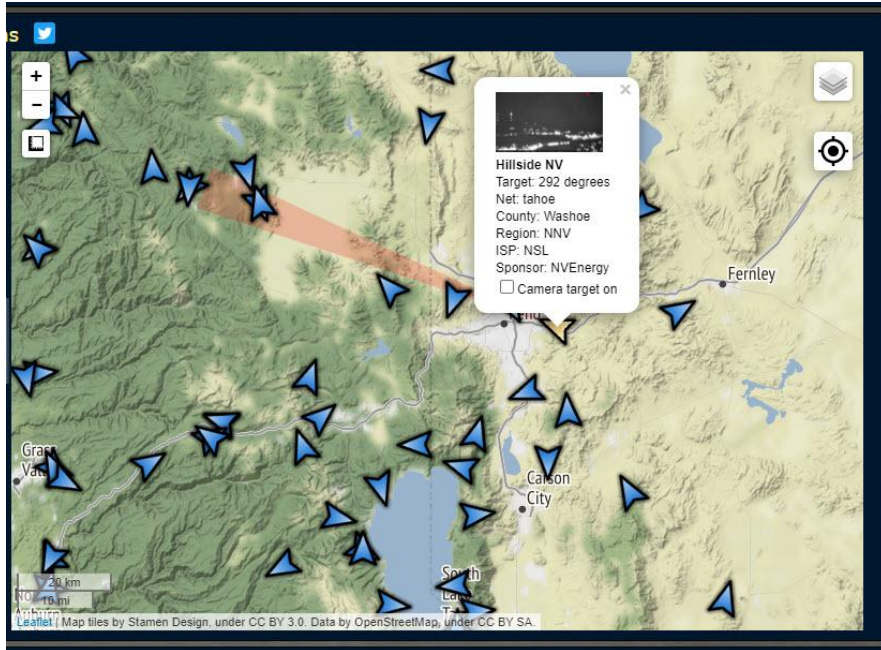 ns
+
−
×
Hillside NV
Target: 292 degrees
Net: tahoe
County: Washoe
Region: NNV
ISP: NSL
Sponsor: NVEnergy
Camera target on
Fernley
Carson
City
20 km
10 mi
Leaflet | Map tiles by Stamen Design, under CC BY 3.0. Data by OpenStreetMap, under CC BY SA.